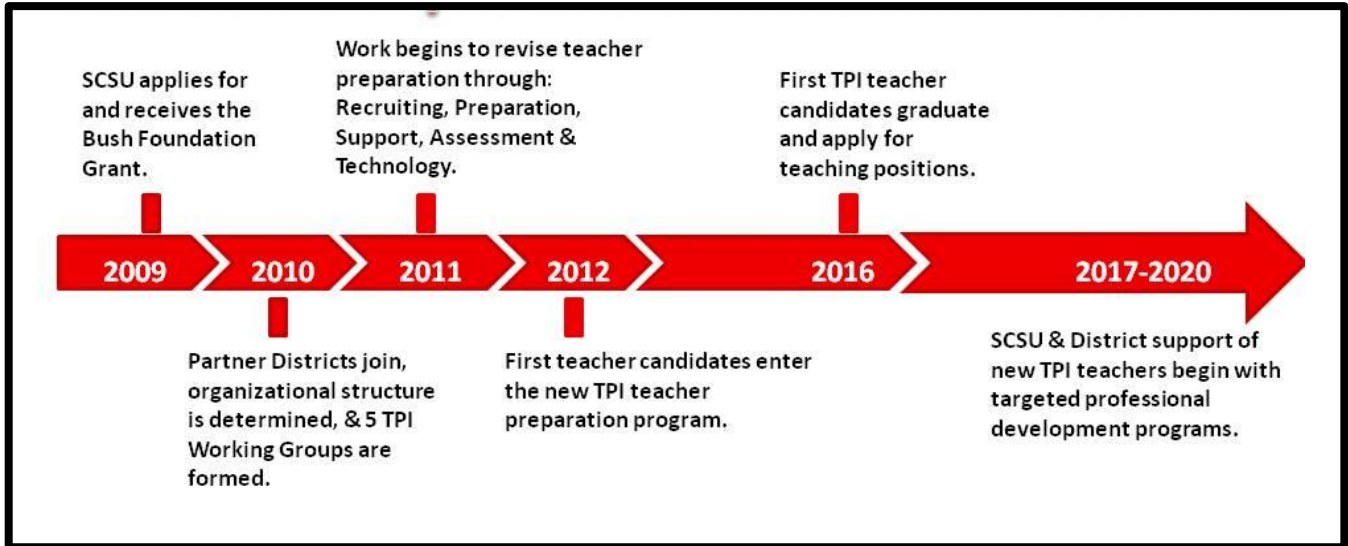 SCSU applies for
and receives the
Bush Foundation
Grant.
Work begins to revise teacher
preparation through:
Recruiting, Preparation,
Support, Assessment &
Technology.
First TPI teacher
candidates graduate
and apply for
teaching positions.
2009
2010
2011
2012
2016
2017-2020
Partner Districts join,
organizational structure
is determined, & 5 TPI
Working Groups are
formed.
First teacher candidates enter
the new TPI teacher
preparation program.
SCSU & District support of
new TPI teachers begin with
targeted professional
development programs.